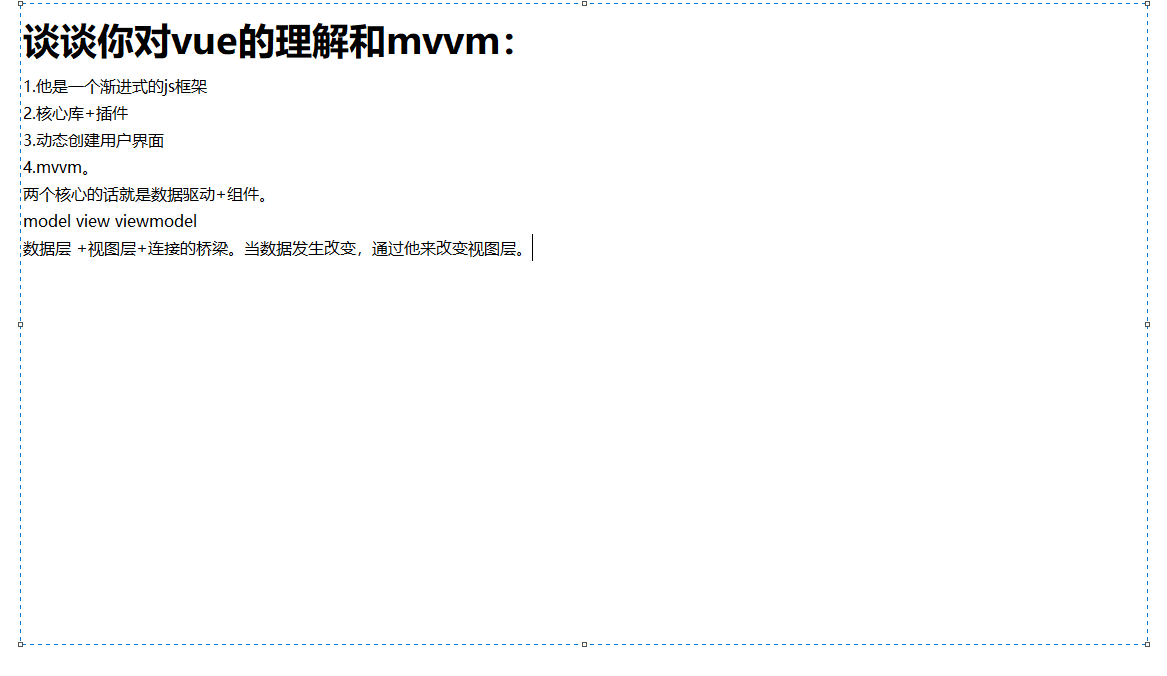 谈谈你对vue的理解和mvvm：
1.他是一个渐进式的js框架
2.核心库+插件
3.动态创建用户界面
4.mvvm。
两个核心的话就是数据驱动+组件。
model view viewmodel
数据层 +视图层+连接的桥梁。当数据发生改变，通过他来改变视图层。